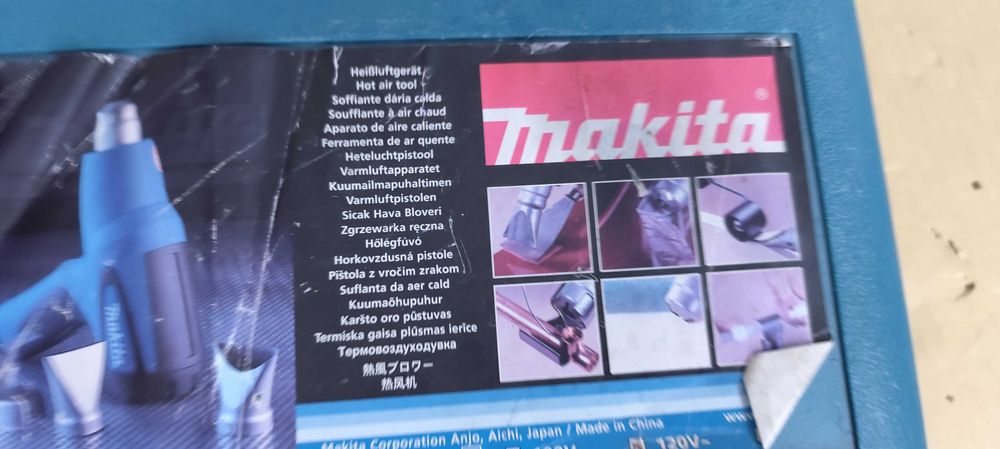 Heißluftgerät
Hot air tool
Soffiante dária calda
Soufflante à air chaud
Aparato de aire caliente
Ferramenta de ar quente
Heteluchtpistool
Varmluftapparatet
Kuumailmapuhaltimen
Varmluftpistolen
Sicak Hava Bloveri
Zgrzewarka ręczna
Hőlégfúvó
Horkovzdusná pistole
Pištola z vročim zrakom
Suflanta da aer cald
Kuumaõhupuhur
Karšto oro pūstuvas
Termiska gaisa plūsmas ierīce
Термовоздуходувка
熱風ブロワー
热风机
makita®
makita
Makita Corporation Anjo, Aichi, Japan / Made in China
www
120V~